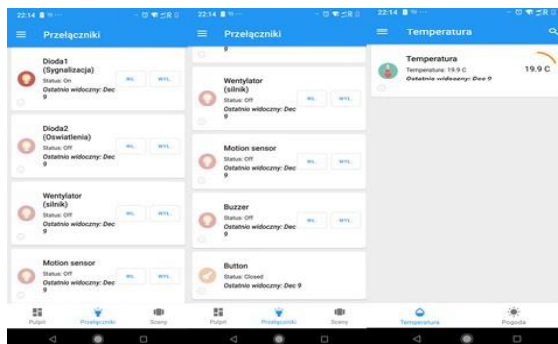 22:14
Przełączniki
Dioda1
(Sygnalizacja)
Status: On
Ostatnio widoczny: Dec
9
WŁ. WYŁ.
Dioda2
(Oswiatlenia)
Status: Off
Ostatnio widoczny: Dec
9
WŁ. WYŁ.
Wentylator
(silnik)
Status: Off
Ostatnio widoczny: Dec
9
WŁ. WYŁ.
Motion sensor
Status: Off
Ostatnio widoczny: Dec
9
WŁ. WYŁ.
Pulpit Przełączniki Sceny
22:14
Przełączniki
9
Wentylator
(silnik)
Status: Off
Ostatnio widoczny: Dec
9
WŁ. WYŁ.
Motion sensor
Status: Off
Ostatnio widoczny: Dec
9
WŁ. WYŁ.
Buzzer
Status: Off
Ostatnio widoczny: Dec
9
WŁ. WYŁ.
Button
Status: Closed
Ostatnio widoczny: Dec 9
Pulpit Przełączniki Sceny
22:14
Temperatura
Temperatura
Temperature: 19.9 C
Ostatnio widoczny: Dec 9
19.9 C
Temperatura Pogoda